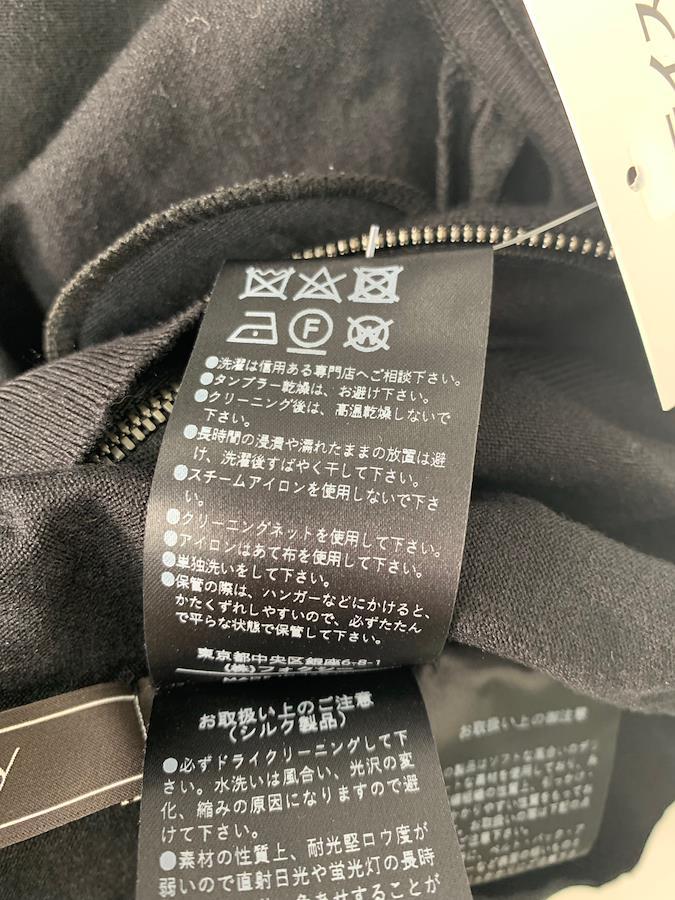 F
W
●洗濯は信用ある専門店へご相談下さい。
●タンブラー乾燥は、お避け下さい。
●クリーニング後は、高温乾燥しないで
下さい。
●長時間の浸漬や濡れたままの放置は避
け、洗濯後すばやく干して下さい。
●スチームアイロンを使用しないで下さ
い。
●クリーニングネットを使用して下さい。
●アイロンはあて布を使用して下さい。
●単独洗いをして下さい。
●保管の際は、ハンガーなどにかけると、
かたくずれしやすいので、必ずたたん
で平らな状態で保管して下さい。
東京都中央区銀座6-8-1
お取扱い上のご注意
(シルク製品)
●必ずドライクリーニングして下
さい。水洗いは風合い、光沢の変
化、縮みの原因になりますので避
けて下さい。
●素材の性質上、耐光堅ロウ度が
弱いので直射日光や蛍光灯の長時
お取扱い上の御注意
y